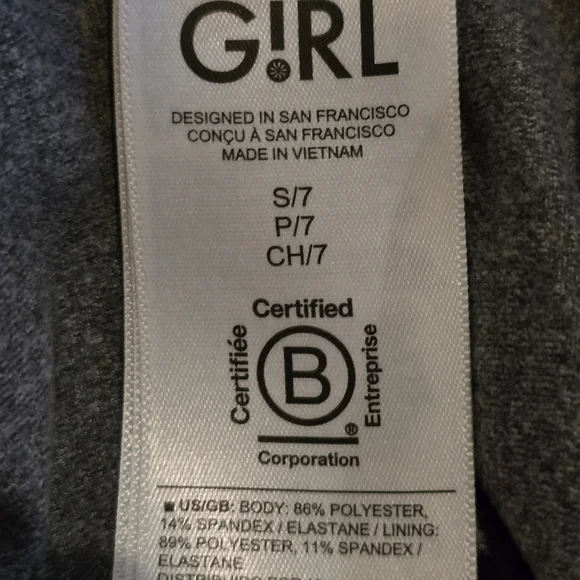 G!RL
DESIGNED IN SAN FRANCISCO
CONÇU À SAN FRANCISCO
MADE IN VIETNAM
S/7
P/7
CH/7
Certified
Certifiée
B
Entreprise
®
Corporation
■ US/GB: BODY: 86% POLYESTER,
14% SPANDEX / ELASTANE / LINING:
89% POLYESTER, 11% SPANDEX /
ELASTANE